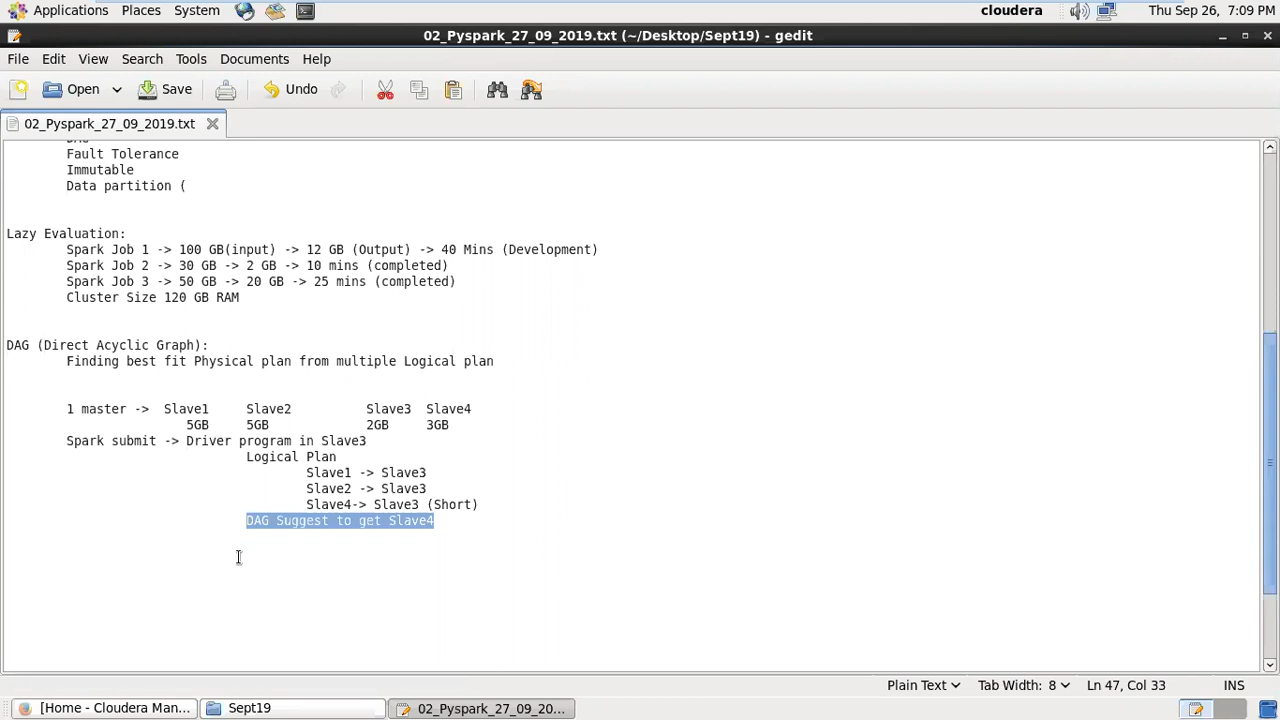 Applications Places System cloudera Thu Sep 26, 7:09 PM
02_Pyspark_27_09_2019.txt (~/Desktop/Sept19) - gedit
File Edit View Search Tools Documents Help
Open Save Undo
02_Pyspark_27_09_2019.txt
DAG
Fault Tolerance
Immutable
Data partition (
Lazy Evaluation:
Spark Job 1 -> 100 GB(input) -> 12 GB (Output) -> 40 Mins (Development)
Spark Job 2 -> 30 GB -> 2 GB -> 10 mins (completed)
Spark Job 3 -> 50 GB -> 20 GB -> 25 mins (completed)
Cluster Size 120 GB RAM
DAG (Direct Acyclic Graph):
Finding best fit Physical plan from multiple Logical plan
1 master -> Slave1 Slave2 Slave3 Slave4
5GB 5GB 2GB 3GB
Spark submit -> Driver program in Slave3
Logical Plan
Slave1 -> Slave3
Slave2 -> Slave3
Slave4-> Slave3 (Short)
DAG Suggest to get Slave4
Plain Text Tab Width: 8 Ln 47, Col 33 INS
[Home - Cloudera Man... Sept19 02_Pyspark_27_09_20...